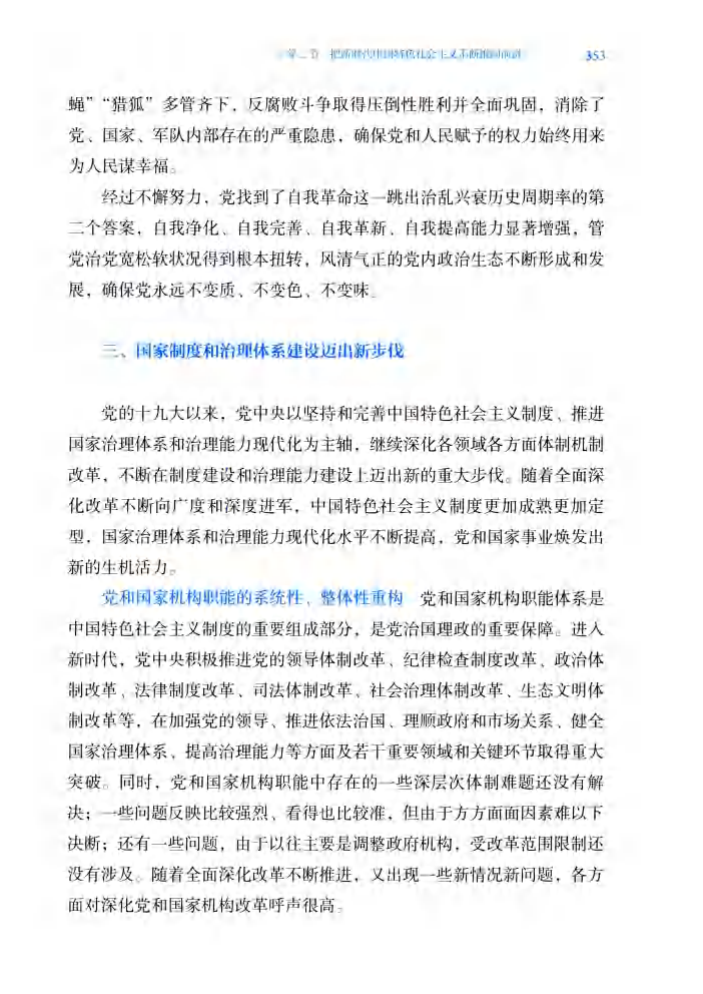 第二节 把新时代中国特色社会主义不断推向前进 353
蝇”“猎狐”多管齐下，反腐败斗争取得压倒性胜利并全面巩固，消除了
党、国家、军队内部存在的严重隐患，确保党和人民赋予的权力始终用来
为人民谋幸福。
经过不懈努力，党找到了自我革命这一跳出治乱兴衰历史周期率的第
二个答案，自我净化、自我完善、自我革新、自我提高能力显著增强，管
党治党宽松软状况得到根本扭转，风清气正的党内政治生态不断形成和发
展，确保党永远不变质、不变色、不变味。
三、国家制度和治理体系建设迈出新步伐
党的十九大以来，党中央以坚持和完善中国特色社会主义制度、推进
国家治理体系和治理能力现代化为主轴，继续深化各领域各方面体制机制
改革，不断在制度建设和治理能力建设上迈出新的重大步伐。随着全面深
化改革不断向广度和深度进军，中国特色社会主义制度更加成熟更加定
型，国家治理体系和治理能力现代化水平不断提高，党和国家事业焕发出
新的生机活力。
党和国家机构职能的系统性、整体性重构 党和国家机构职能体系是
中国特色社会主义制度的重要组成部分，是党治国理政的重要保障。进入
新时代，党中央积极推进党的领导体制改革、纪律检查制度改革、政治体
制改革、法律制度改革、司法体制改革、社会治理体制改革、生态文明体
制改革等，在加强党的领导、推进依法治国、理顺政府和市场关系、健全
国家治理体系、提高治理能力等方面及若干重要领域和关键环节取得重大
突破。同时，党和国家机构职能中存在的一些深层次体制难题还没有解
决；一些问题反映比较强烈、看得也比较准，但由于方方面面因素难以下
决断；还有一些问题，由于以往主要是调整政府机构，受改革范围限制还
没有涉及。随着全面深化改革不断推进，又出现一些新情况新问题，各方
面对深化党和国家机构改革呼声很高。